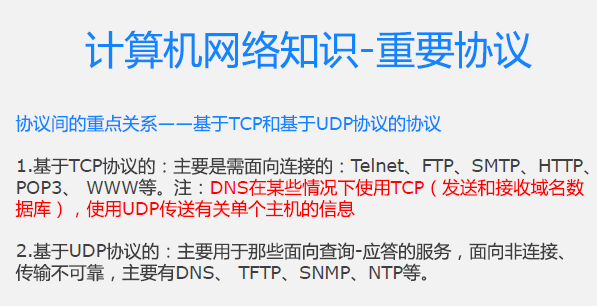 计算机网络知识-重要协议
协议间的重点关系——基于TCP和基于UDP协议的协议
1.基于TCP协议的：主要是需面向连接的：Telnet、FTP、SMTP、HTTP、
POP3、 WWW等。注：DNS在某些情况下使用TCP（发送和接收域名数
据库），使用UDP传送有关单个主机的信息
2.基于UDP协议的：主要用于那些面向查询-应答的服务，面向非连接、
传输不可靠，主要有DNS、 TFTP、SNMP、NTP等。